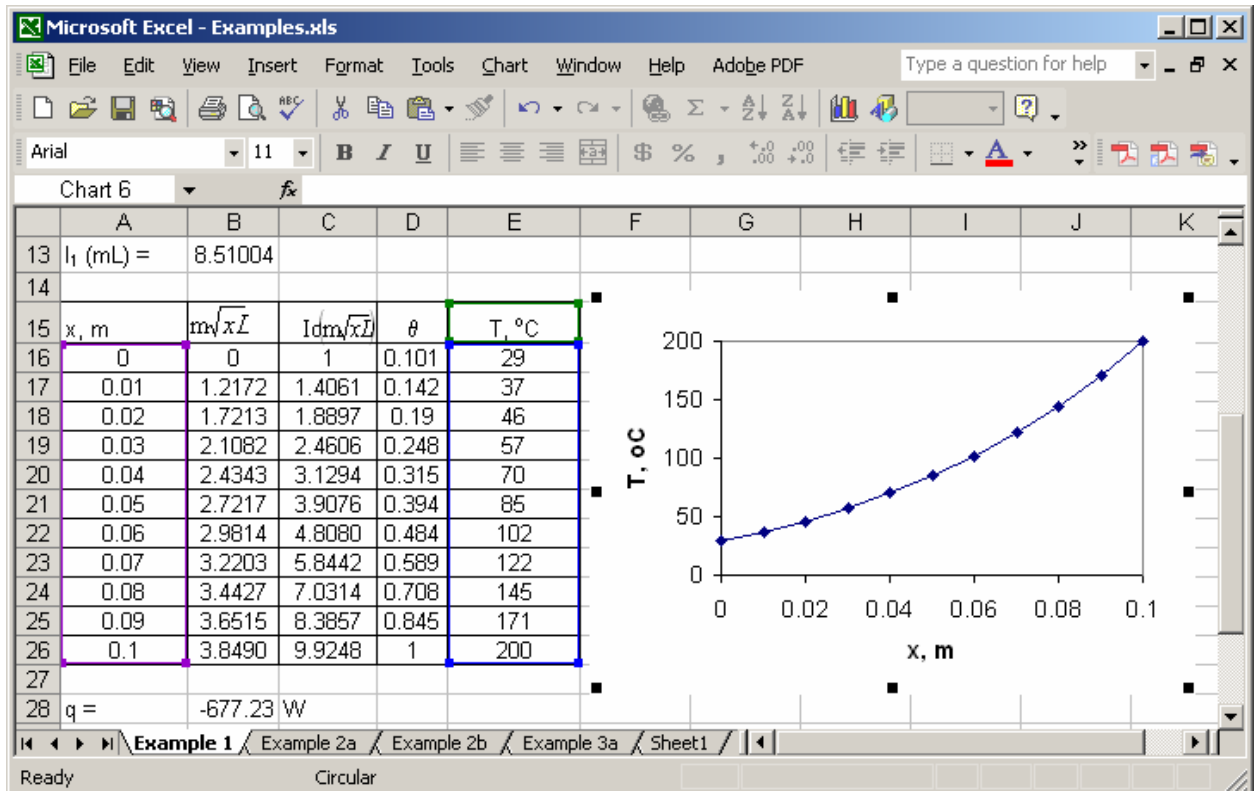 Microsoft Excel - Examples.xls
File Edit View Insert Format Tools Chart Window Help Adobe PDF Type a question for help
Arial 11 B I U $ % ,
Chart 6 fx
A B C D E F G H I J K
13 I₁ (mL) = 8.51004
14
15 x, m m√xL Io(m√xL) θ T, °C
16 0 0 1 0.101 29
17 0.01 1.2172 1.4061 0.142 37
18 0.02 1.7213 1.8897 0.19 46
19 0.03 2.1082 2.4606 0.248 57
20 0.04 2.4343 3.1294 0.315 70
21 0.05 2.7217 3.9076 0.394 85
22 0.06 2.9814 4.8080 0.484 102
23 0.07 3.2203 5.8442 0.589 122
24 0.08 3.4427 7.0314 0.708 145
25 0.09 3.6515 8.3857 0.845 171
26 0.1 3.8490 9.9248 1 200
27
28 q = -677.23 W
200
150
100
50
0
T, oC
0 0.02 0.04 0.06 0.08 0.1
x, m
Example 1 Example 2a Example 2b Example 3a Sheet1
Ready Circular